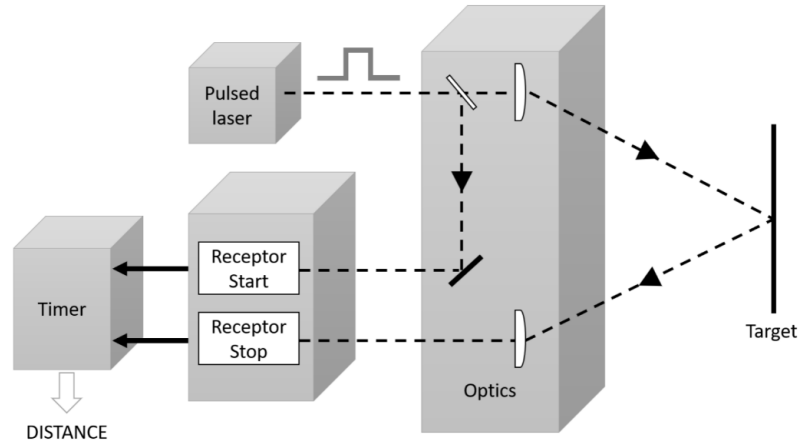 Pulsed
laser
Receptor
Start
Receptor
Stop
Timer
DISTANCE
Optics
Target